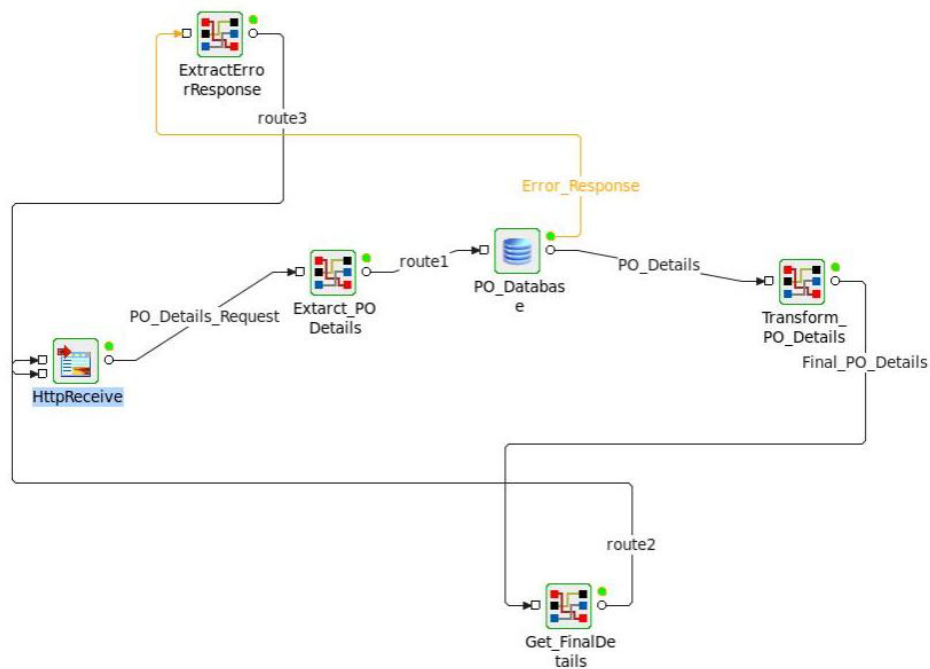 ExtractErro
rResponse
route3
Error_Response
route1
PO_Databas
e
PO_Details
Extarct_PO
Details
PO_Details_Request
Transform_
PO_Details
Final_PO_Details
HttpReceive
route2
Get_FinalDe
tails